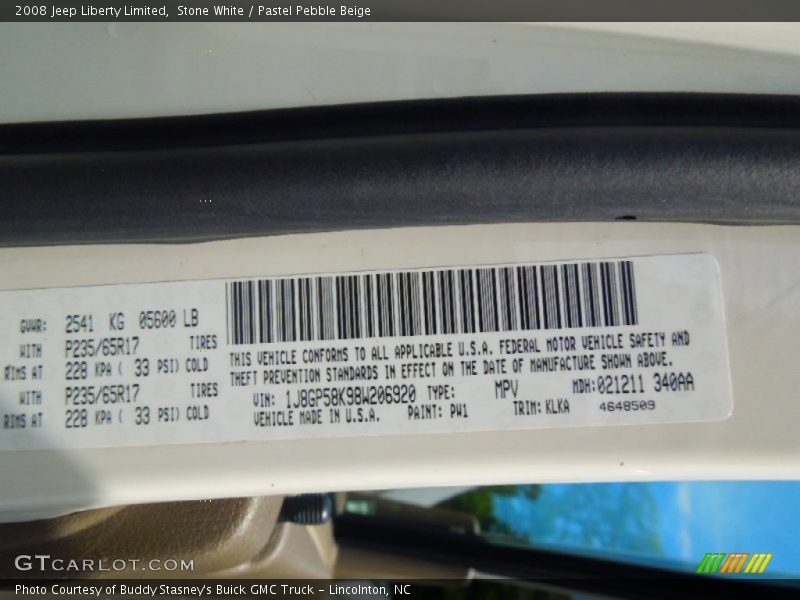 2008 Jeep Liberty Limited,  Stone White / Pastel Pebble Beige
GVWR: 2541 KG 05600 LB
WITH P235/65R17 TIRES
RIMS AT 228 KPA ( 33 PSI) COLD
WITH P235/65R17 TIRES
RIMS AT 228 KPA ( 33 PSI) COLD
THIS VEHICLE CONFORMS TO ALL APPLICABLE U.S.A. FEDERAL MOTOR VEHICLE SAFETY AND
THEFT PREVENTION STANDARDS IN EFFECT ON THE DATE OF MANUFACTURE SHOWN ABOVE.
VIN: 1J8GP58K98W206920 TYPE: MPV MDH:021211 340AA
VEHICLE MADE IN U.S.A. PAINT: PW1 TRIM: KLKA 4648509
GTCARLOT.COM
Photo Courtesy of Buddy Stasney's Buick GMC Truck – Lincolnton, NC